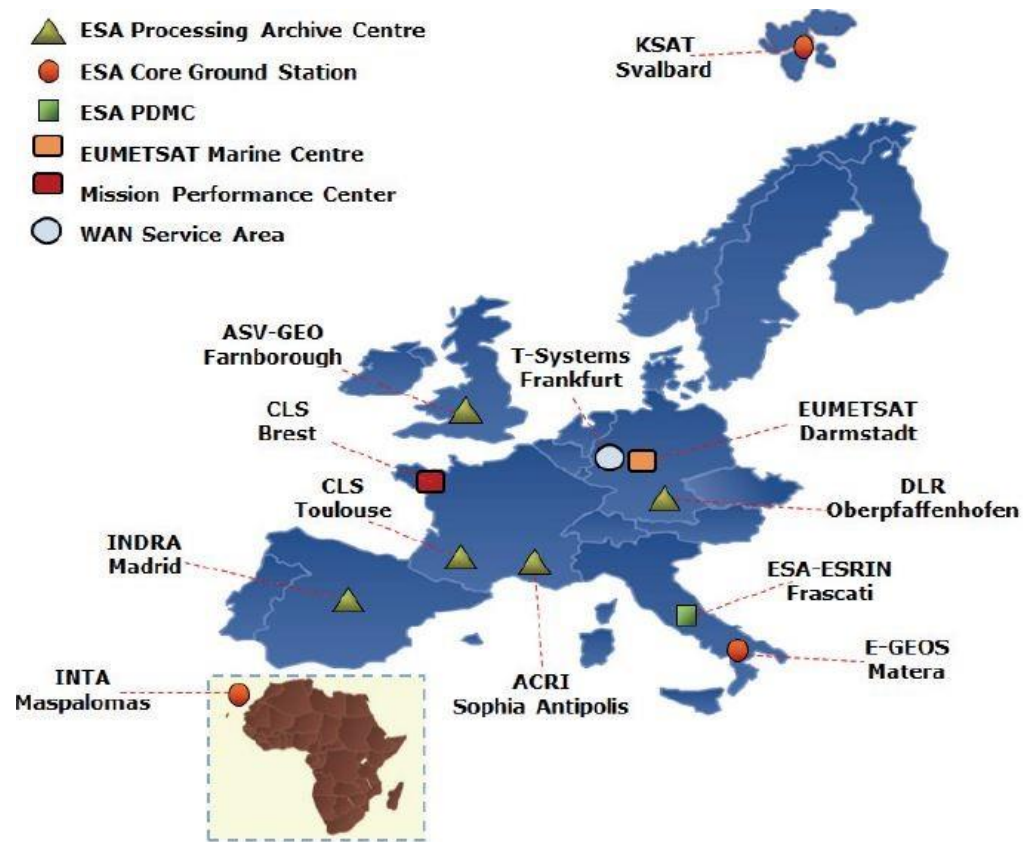 ESA Processing Archive Centre
ESA Core Ground Station
ESA PDMC
EUMETSAT Marine Centre
Mission Performance Center
WAN Service Area
KSAT
Svalbard
ASV-GEO
Farnborough
T-Systems
Frankfurt
CLS
Brest
EUMETSAT
Darmstadt
CLS
Toulouse
DLR
Oberpfaffenhofen
INDRA
Madrid
ESA-ESRIN
Frascati
E-GEOS
Matera
INTA
Maspalomas
ACRI
Sophia Antipolis